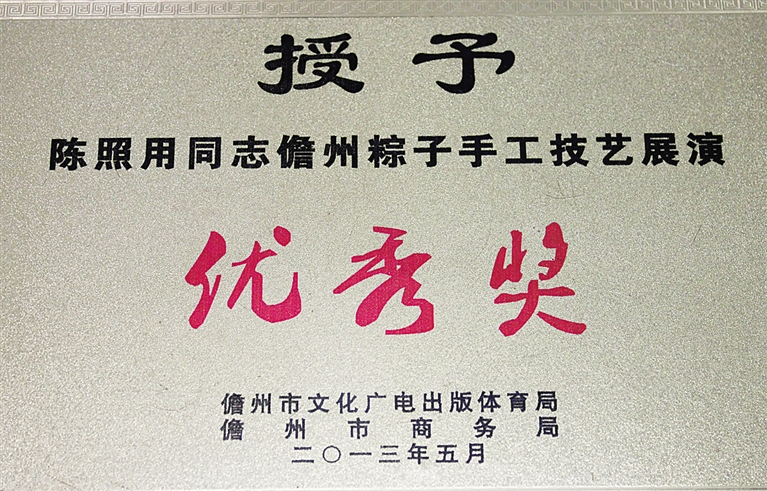 授予
陈照用同志儋州粽子手工技艺展演
优秀奖
儋州市文化广电出版体育局
儋州市商务局
二〇一三年五月